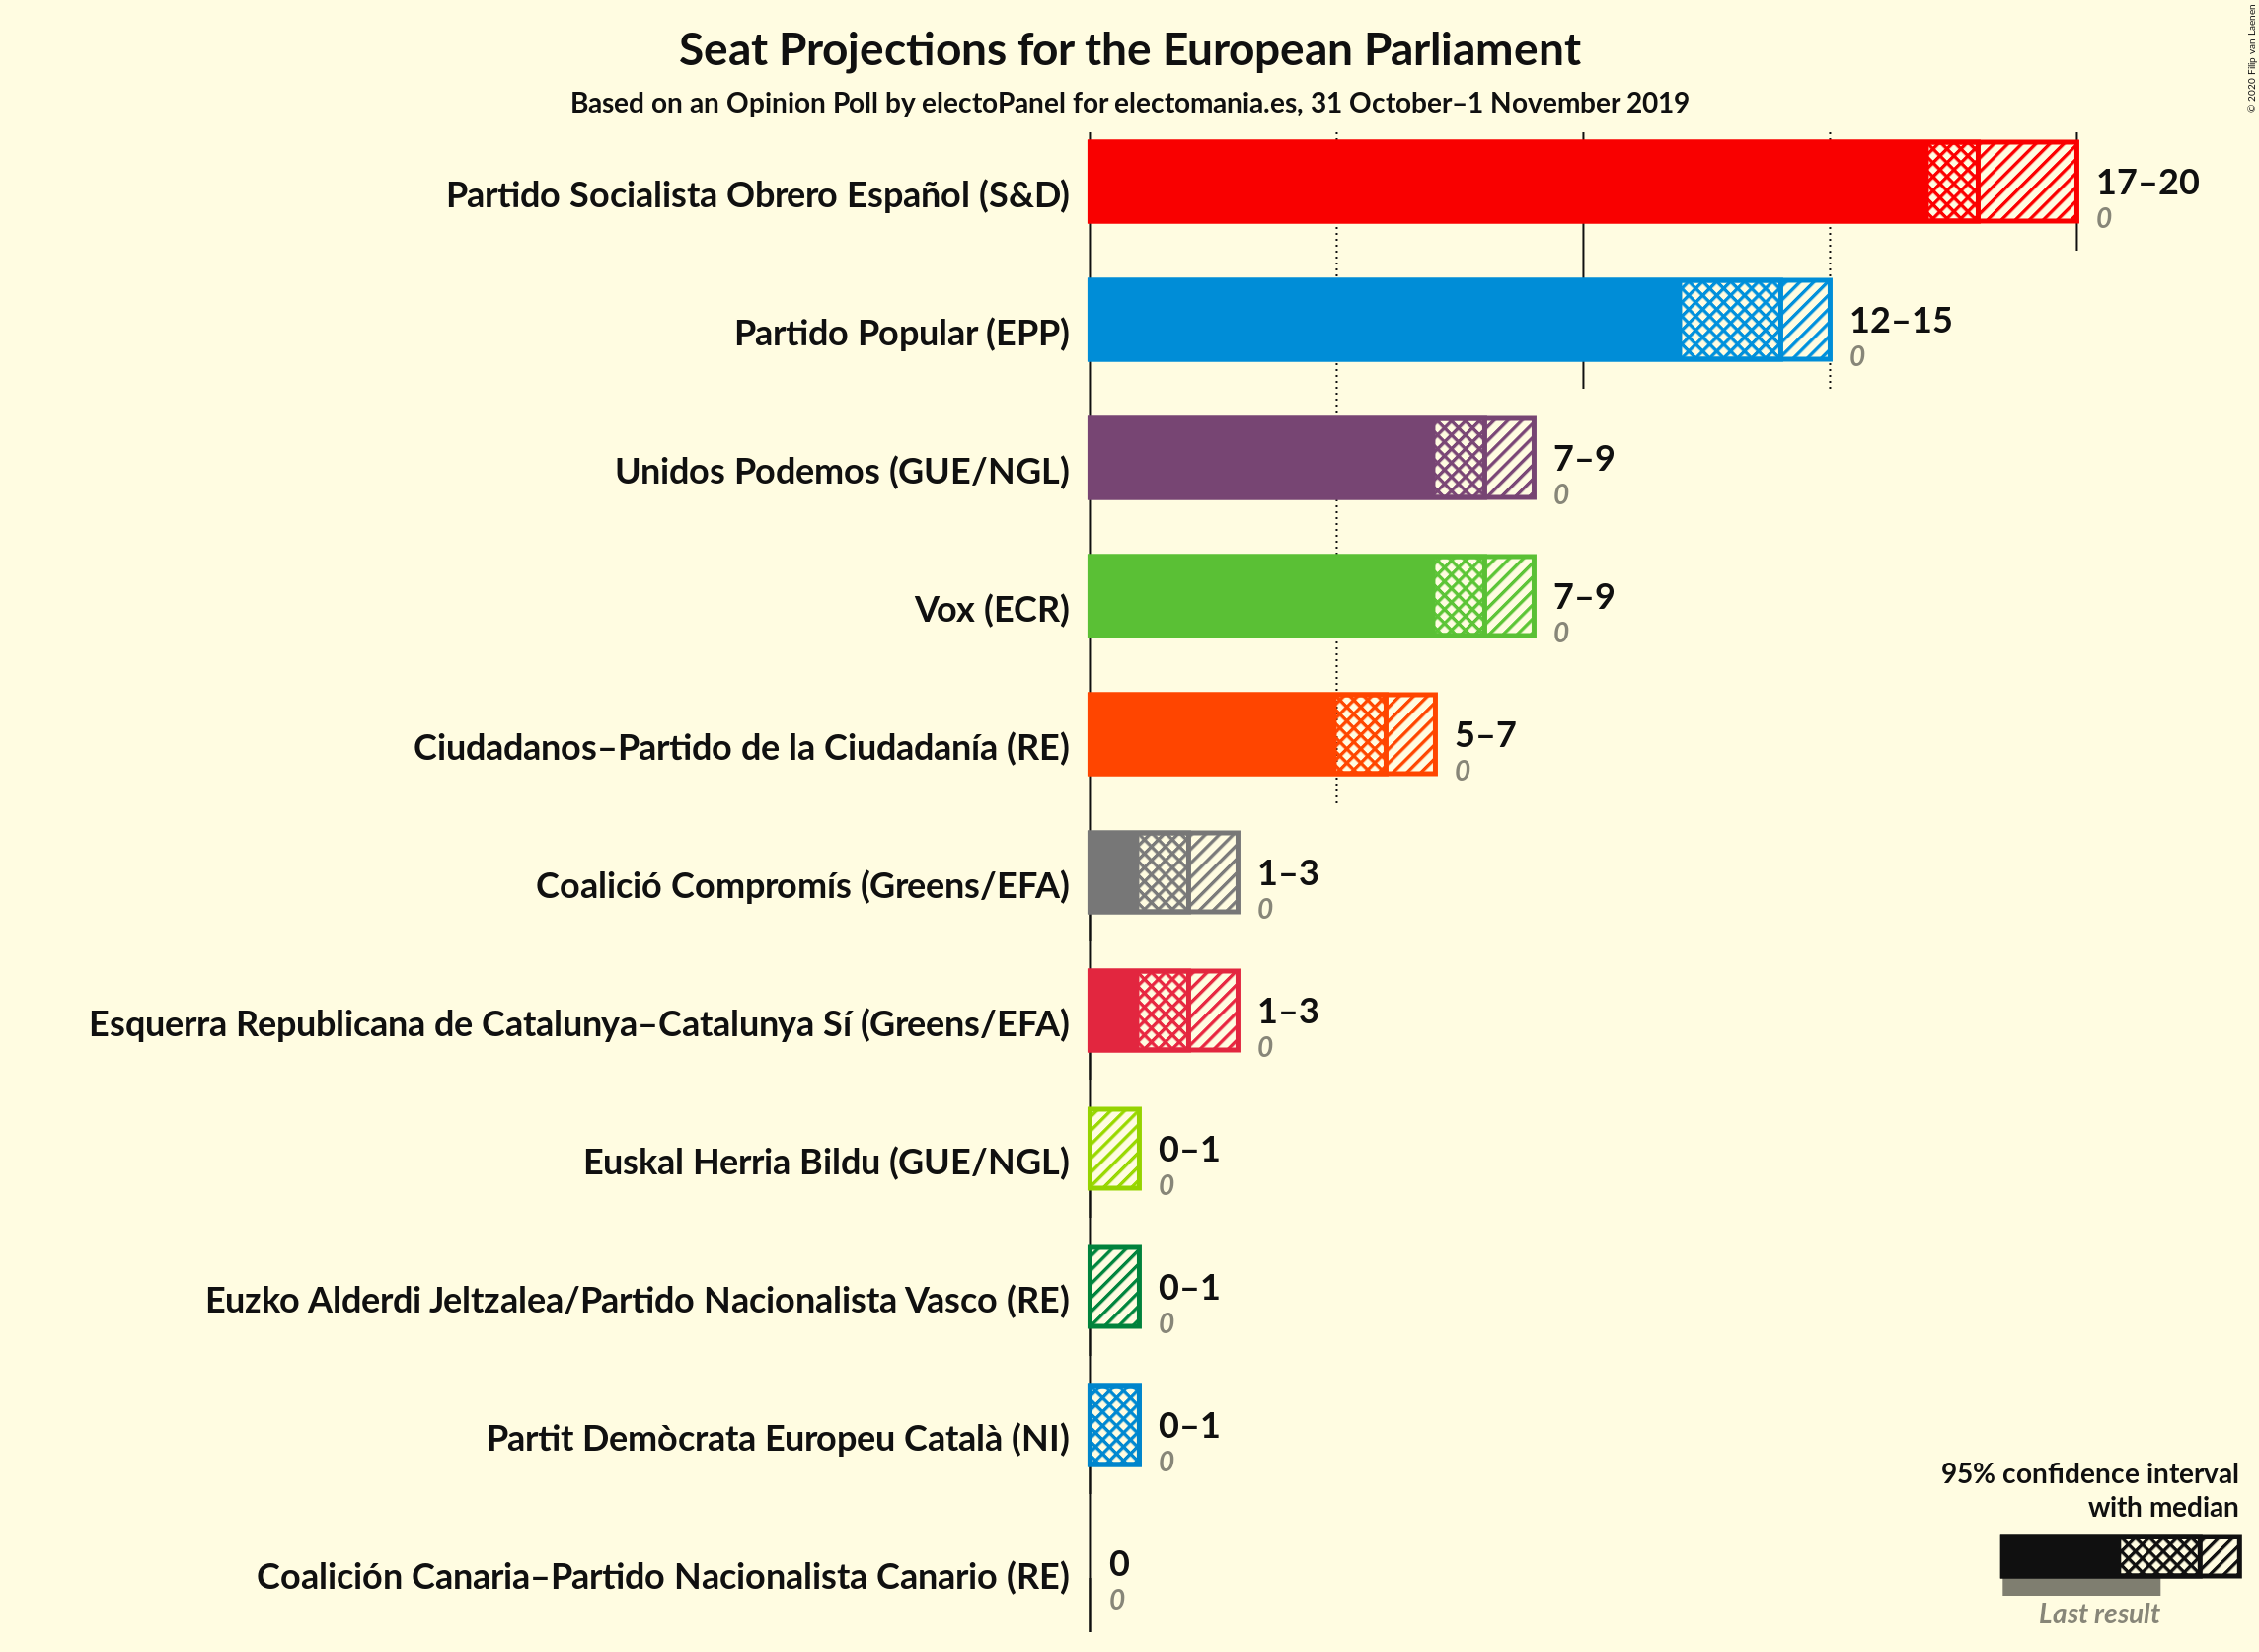 Seat Projections for the European Parliament
Based on an Opinion Poll by electoPanel for electomania.es, 31 October–1 November 2019
© 2020 Filip van Laenen
Partido Socialista Obrero Español (S&D)
17–20
0
Partido Popular (EPP)
12–15
0
Unidos Podemos (GUE/NGL)
7–9
0
Vox (ECR)
7–9
0
Ciudadanos–Partido de la Ciudadanía (RE)
5–7
0
Coalició Compromís (Greens/EFA)
1–3
0
Esquerra Republicana de Catalunya–Catalunya Sí (Greens/EFA)
1–3
0
Euskal Herria Bildu (GUE/NGL)
0–1
0
Euzko Alderdi Jeltzalea/Partido Nacionalista Vasco (RE)
0–1
0
Partit Demòcrata Europeu Català (NI)
0–1
0
Coalición Canaria–Partido Nacionalista Canario (RE)
0
0
95% confidence interval
with median
Last result